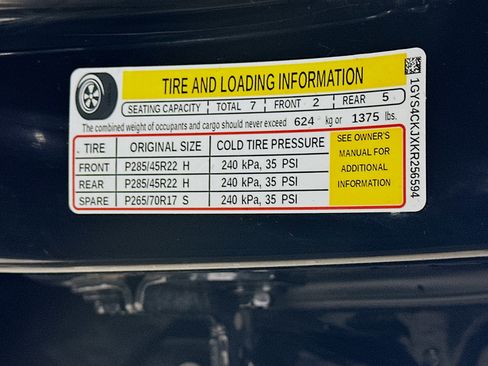 TIRE AND LOADING INFORMATION
SEATING CAPACITY TOTAL 7 FRONT 2 REAR 5
The combined weight of occupants and cargo should never exceed 624 kg or 1375 lbs.
TIRE ORIGINAL SIZE COLD TIRE PRESSURE
FRONT P285/45R22 H 240 kPa, 35 PSI
REAR P285/45R22 H 240 kPa, 35 PSI
SPARE P265/70R17 S 240 kPa, 35 PSI
SEE OWNER'S
MANUAL FOR
ADDITIONAL
INFORMATION
1GYS4CKJXKR256594